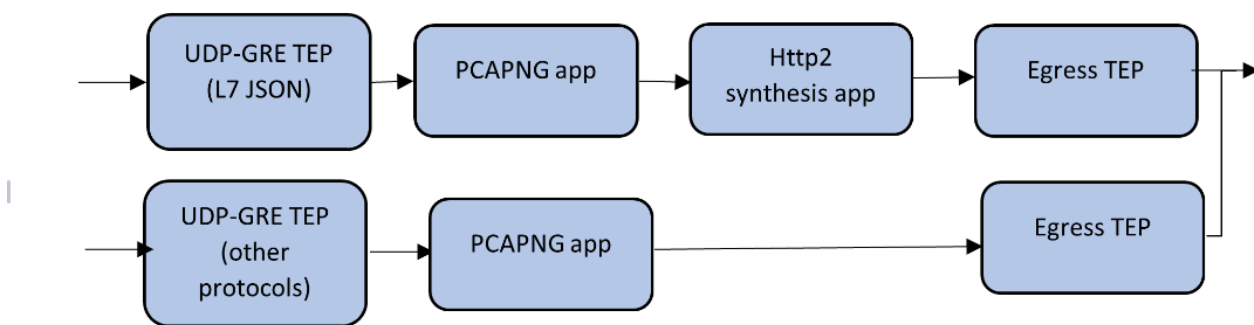 UDP-GRE TEP
(L7 JSON)
PCAPNG app
Http2
synthesis app
Egress TEP
UDP-GRE TEP
(other
protocols)
PCAPNG app
Egress TEP